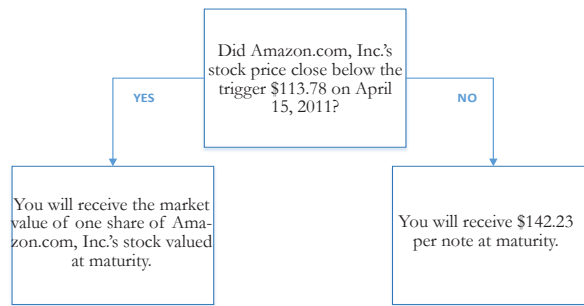 Did Amazon.com, Inc.'s
stock price close below the
trigger $113.78 on April
15, 2011?
YES
NO
You will receive the market
value of one share of Ama-
zon.com, Inc.'s stock valued
at maturity.
You will receive $142.23
per note at maturity.